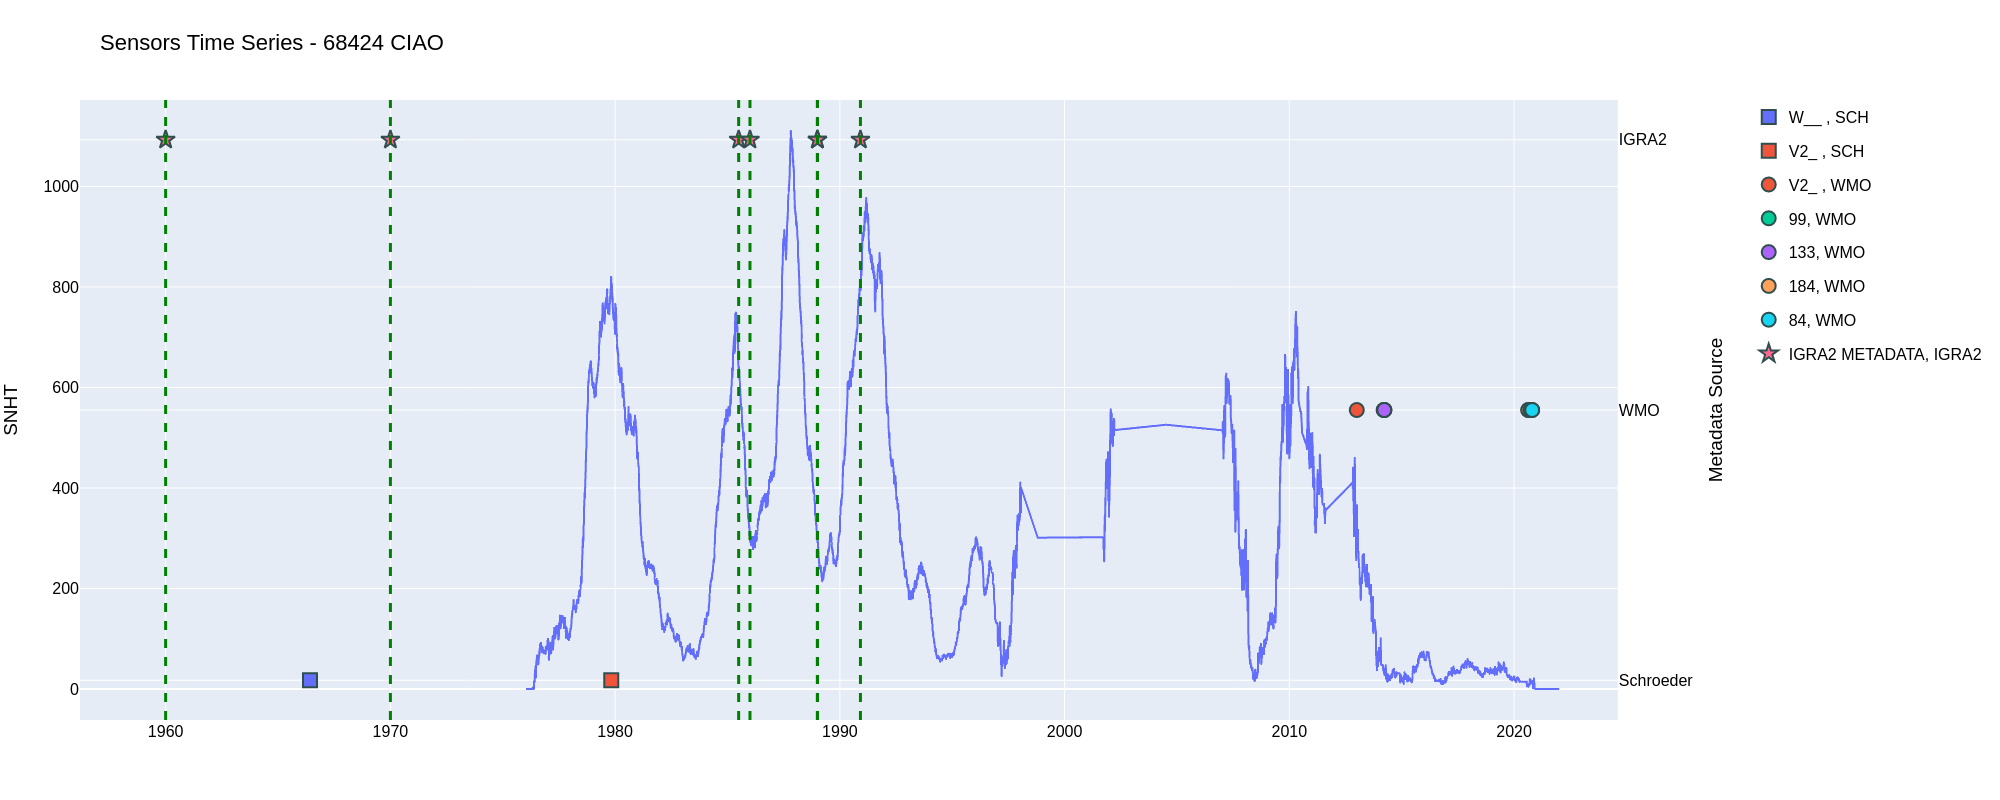 Sensors Time Series - 68424 CIAO
SNHT
1000
800
600
400
200
0
1960
1970
1980
1990
2000
2010
2020
IGRA2
WMO
Schroeder
Metadata Source
W__ , SCH
V2_ , SCH
V2_ , WMO
99, WMO
133, WMO
184, WMO
84, WMO
IGRA2 METADATA, IGRA2